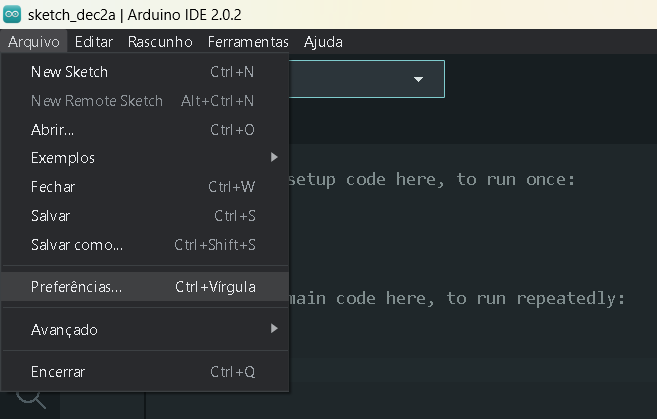 sketch_dec2a | Arduino IDE 2.0.2
Arquivo Editar Rascunho Ferramentas Ajuda
New Sketch Ctrl+N
New Remote Sketch Alt+Ctrl+N
Abrir... Ctrl+O
Exemplos
Fechar Ctrl+W
Salvar Ctrl+S
Salvar como... Ctrl+Shift+S
Preferências... Ctrl+Vírgula
Avançado
Encerrar Ctrl+Q
setup code here, to run once:
main code here, to run repeatedly: